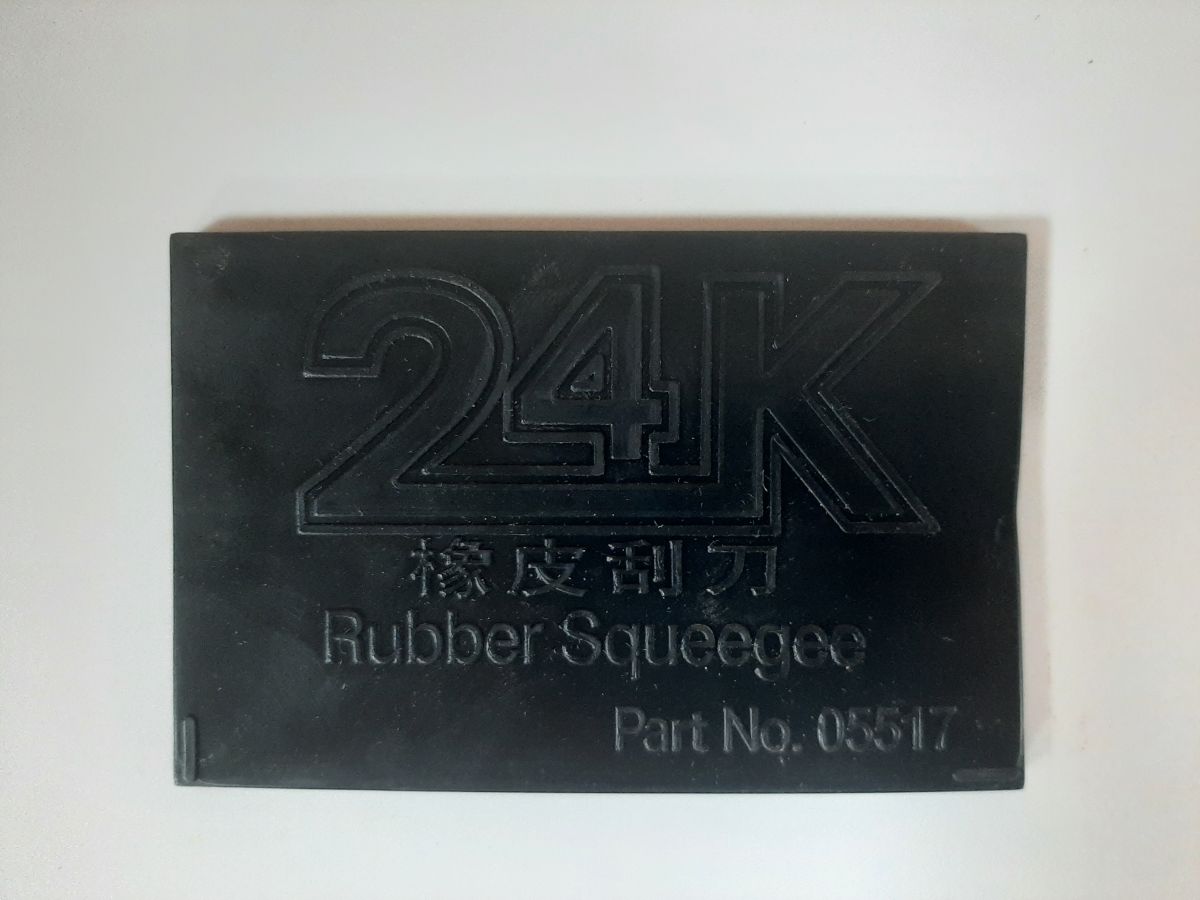 24K
橡皮刮刀
Rubber Squeegee
Part No. 05517